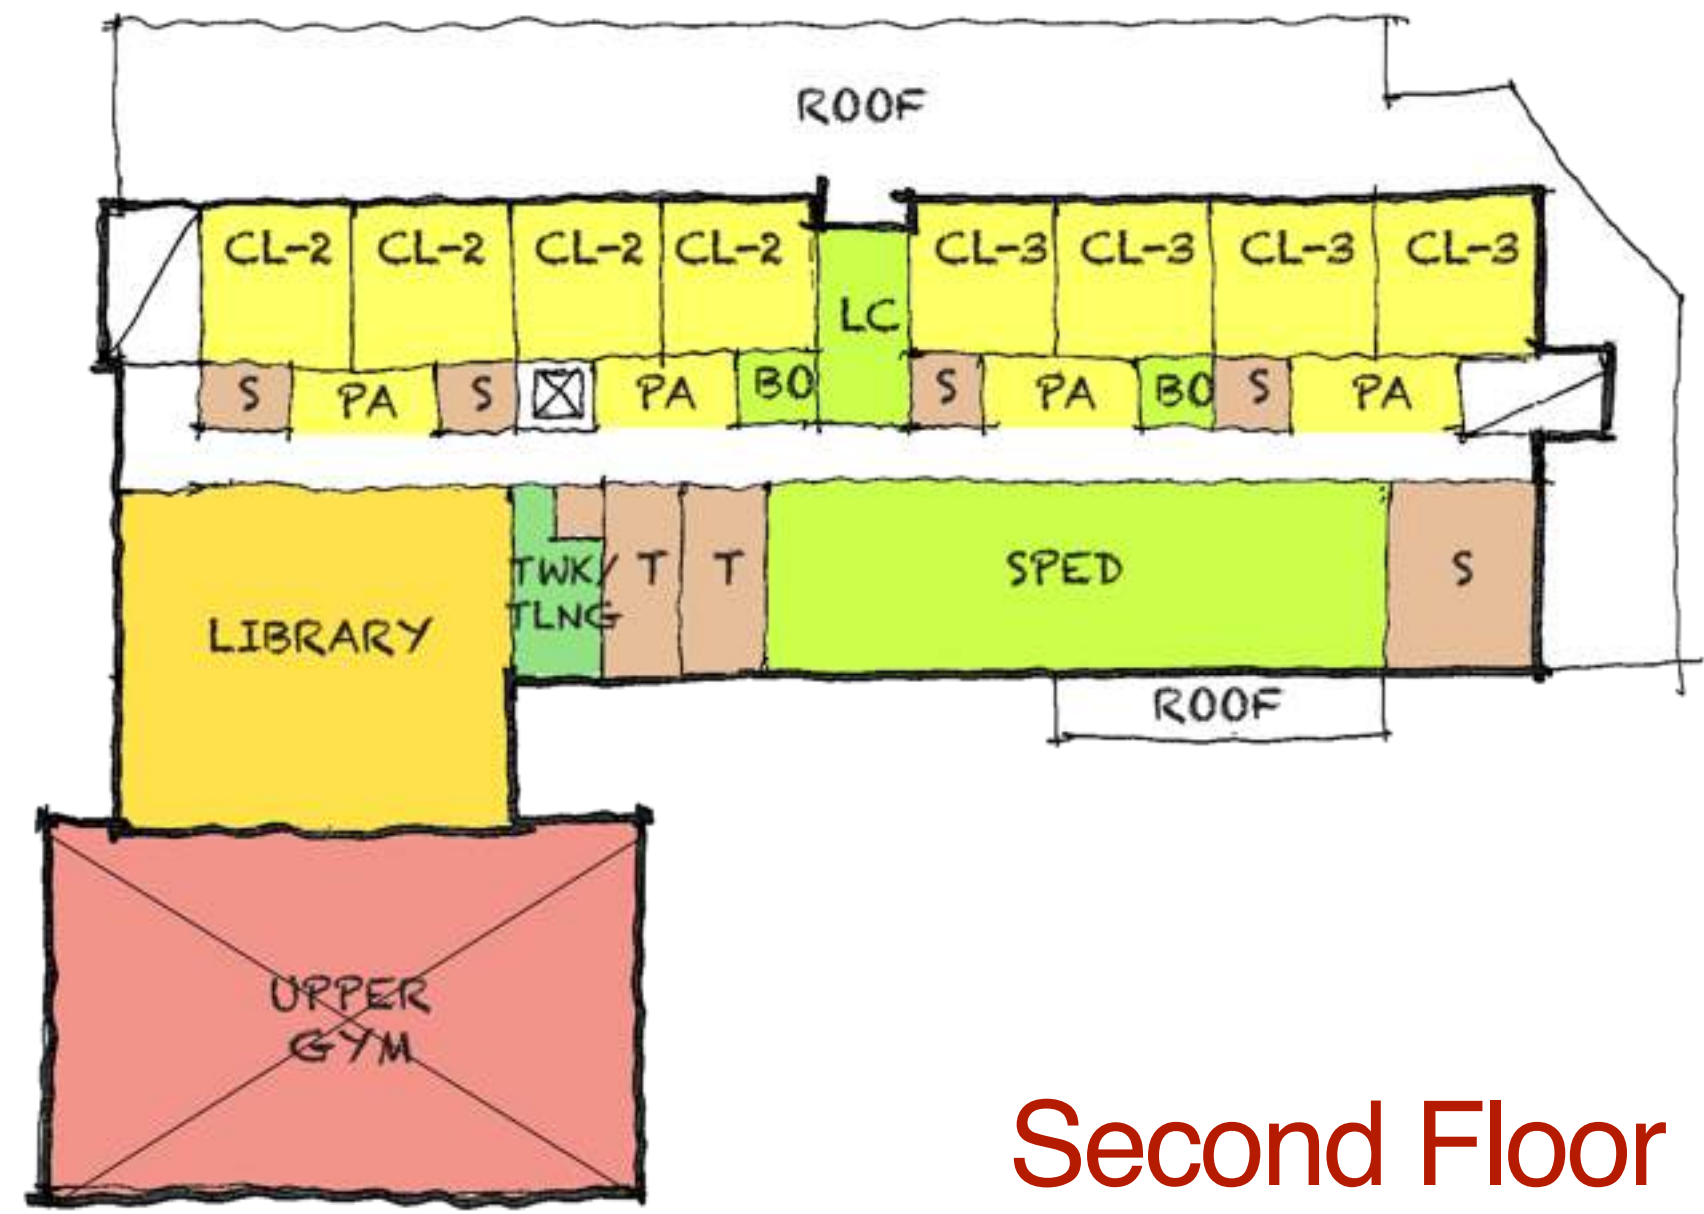 ROOF
CL-2 CL-2 CL-2 CL-2 CL-3 CL-3 CL-3 CL-3
LC
S PA S PA BO S PA BO S PA
LIBRARY
TWK/
TLNG
T T SPED S
ROOF
UPPER
GYM
Second Floor